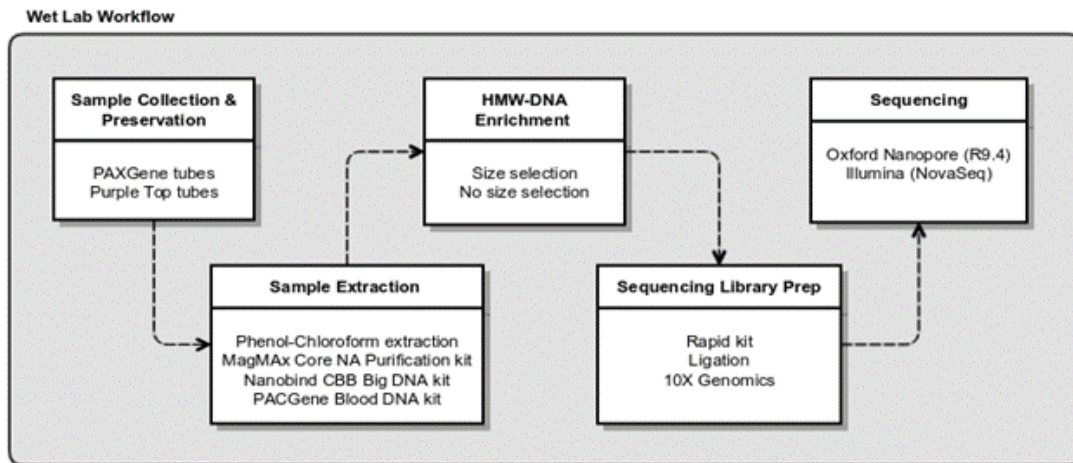 Wet Lab Workflow
Sample Collection &
Preservation
PAXGene tubes
Purple Top tubes
Sample Extraction
Phenol-Chloroform extraction
MagMAx Core NA Purification kit
Nanobind CBB Big DNA kit
PACGene Blood DNA kit
HMW-DNA
Enrichment
Size selection
No size selection
Sequencing Library Prep
Rapid kit
Ligation
10X Genomics
Sequencing
Oxford Nanopore (R9.4)
Illumina (NovaSeq)